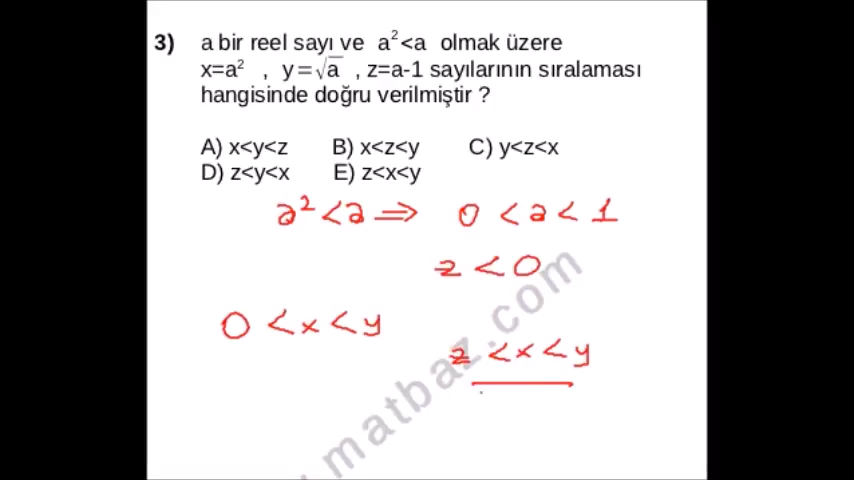 3) a bir reel sayı ve a²<a olmak üzere
x=a² , y=√a , z=a-1 sayılarının sıralaması
hangisinde doğru verilmiştir ?
A) x<y<z B) x<z<y C) y<z<x
D) z<y<x E) z<x<y
a²<a ⇒ 0 < a < 1
z < 0
0 < x < y
z < x < y
www.matbaz.com